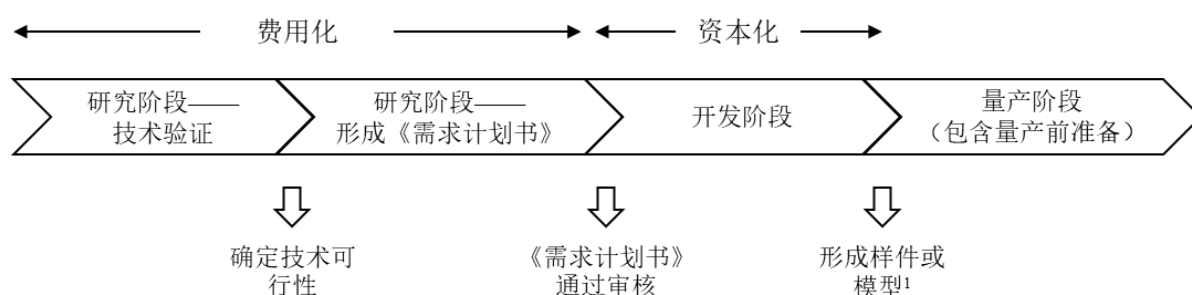 费用化
资本化
研究阶段——
技术验证
研究阶段——
形成《需求计划书》
开发阶段
量产阶段
（包含量产前准备）
确定技术可
行性
《需求计划书》
通过审核
形成样件或
模型¹